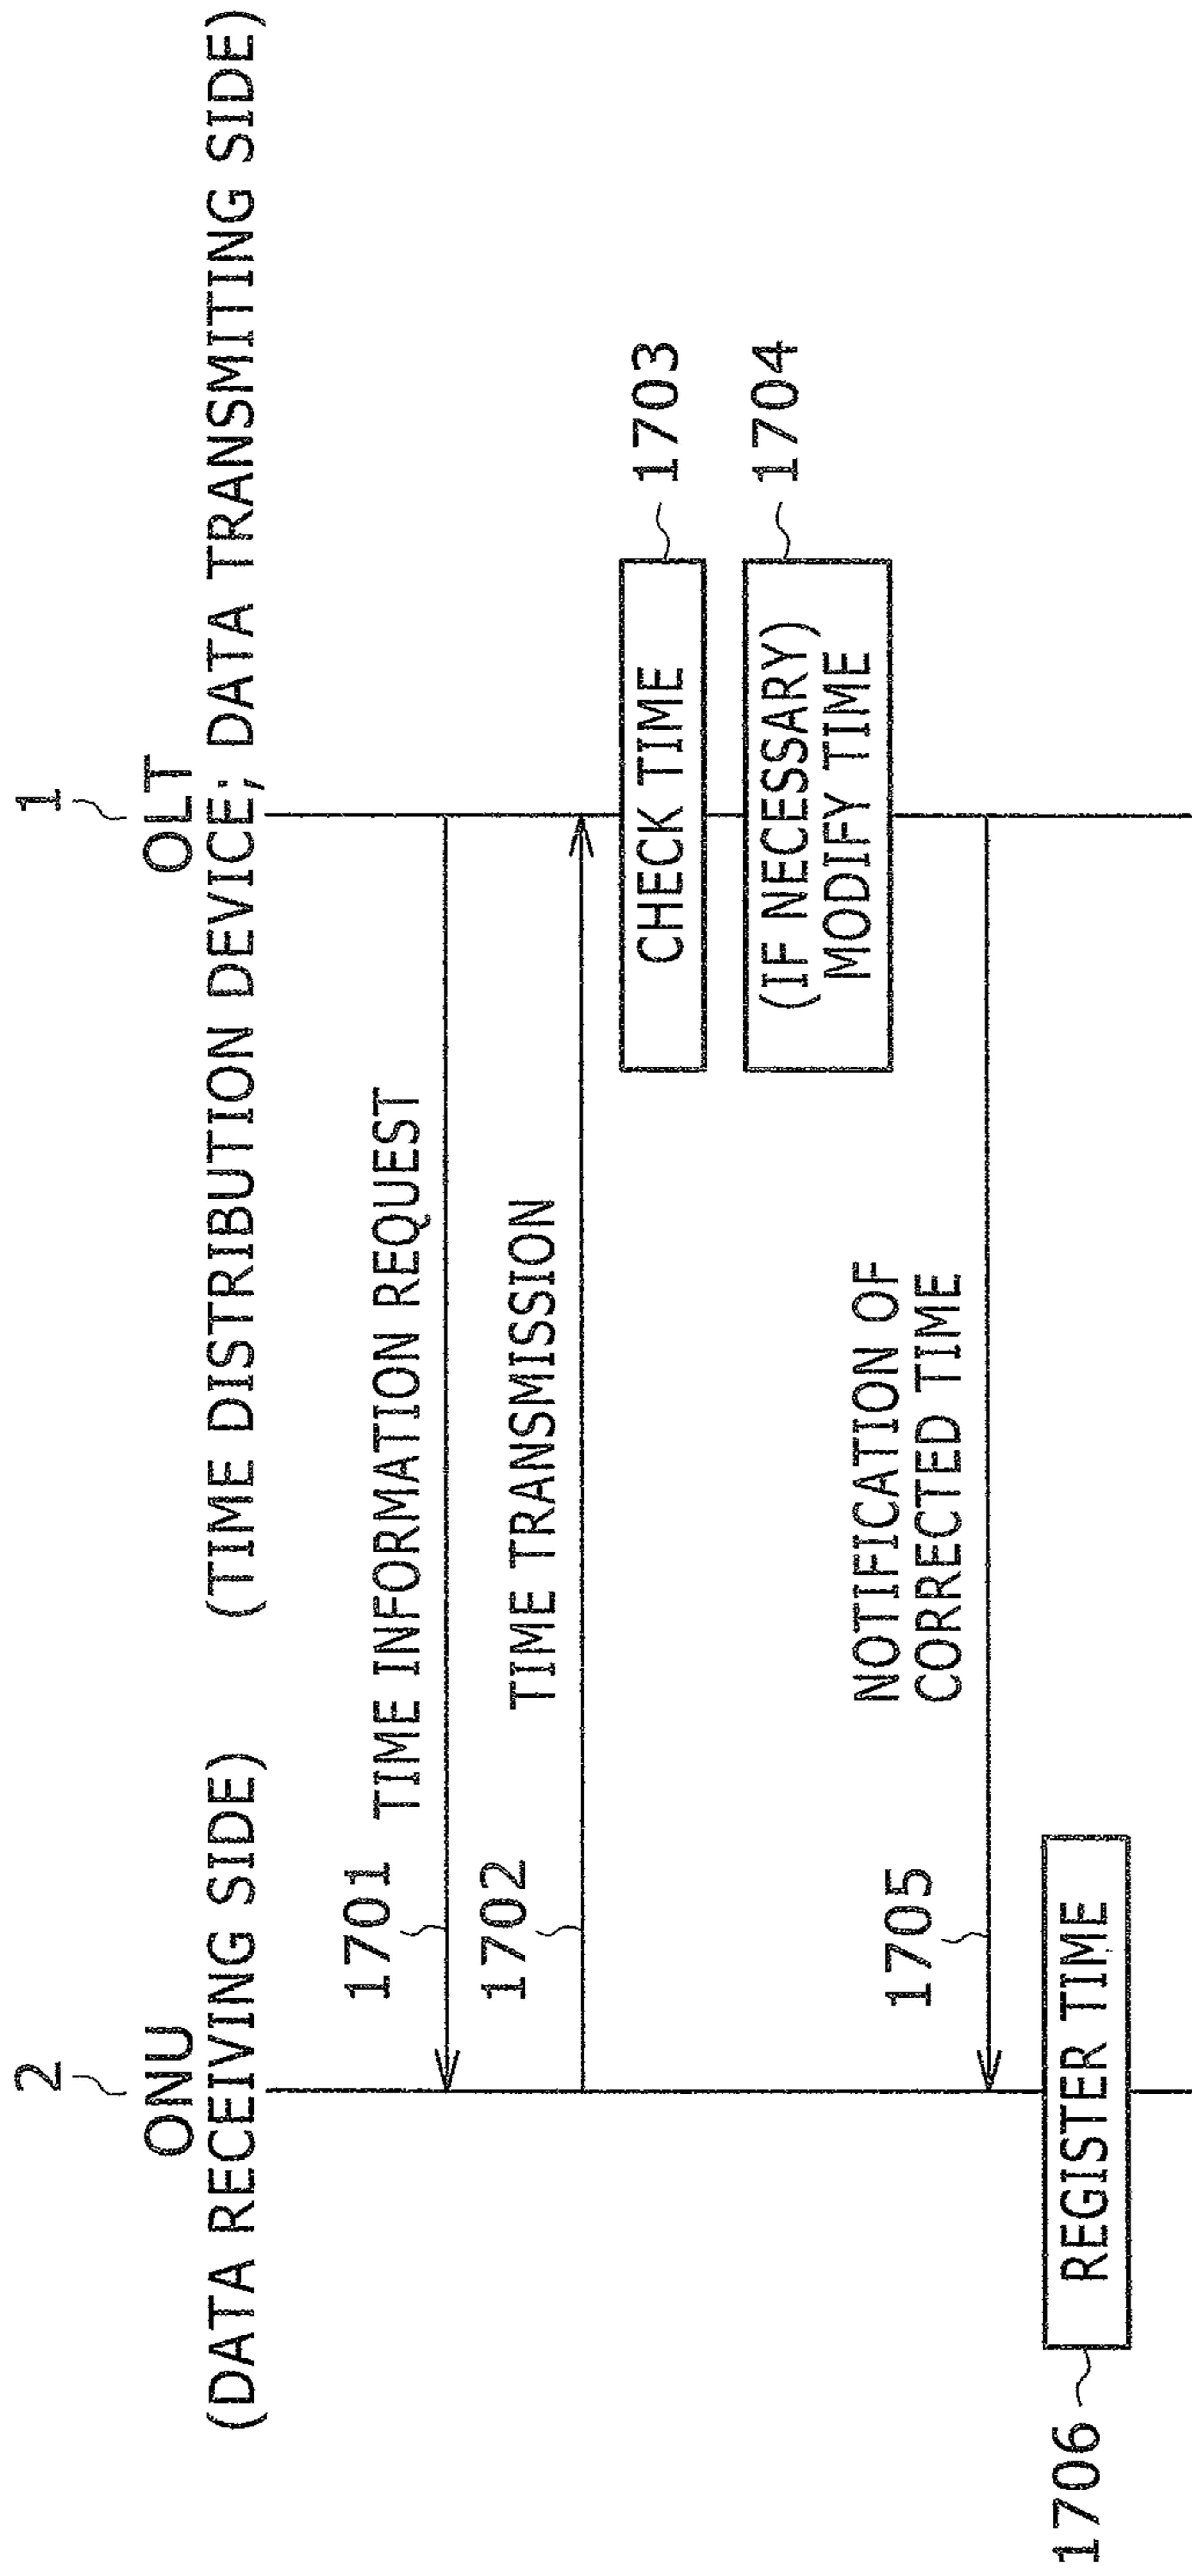 2
ONU
(DATA RECEIVING SIDE)
1
OLT
(TIME DISTRIBUTION DEVICE; DATA TRANSMITING SIDE)
1701
TIME INFORMATION REQUEST
1702
TIME TRANSMISSION
CHECK TIME
1703
(IF NECESSARY)
MODIFY TIME
1704
1705
NOTIFICATION OF
CORRECTED TIME
1706
REGISTER TIME